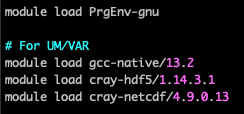 module load PrgEnv-gnu
# For UM/VAR
module load gcc-native/13.2
module load cray-hdf5/1.14.3.1
module load cray-netcdf/4.9.0.13